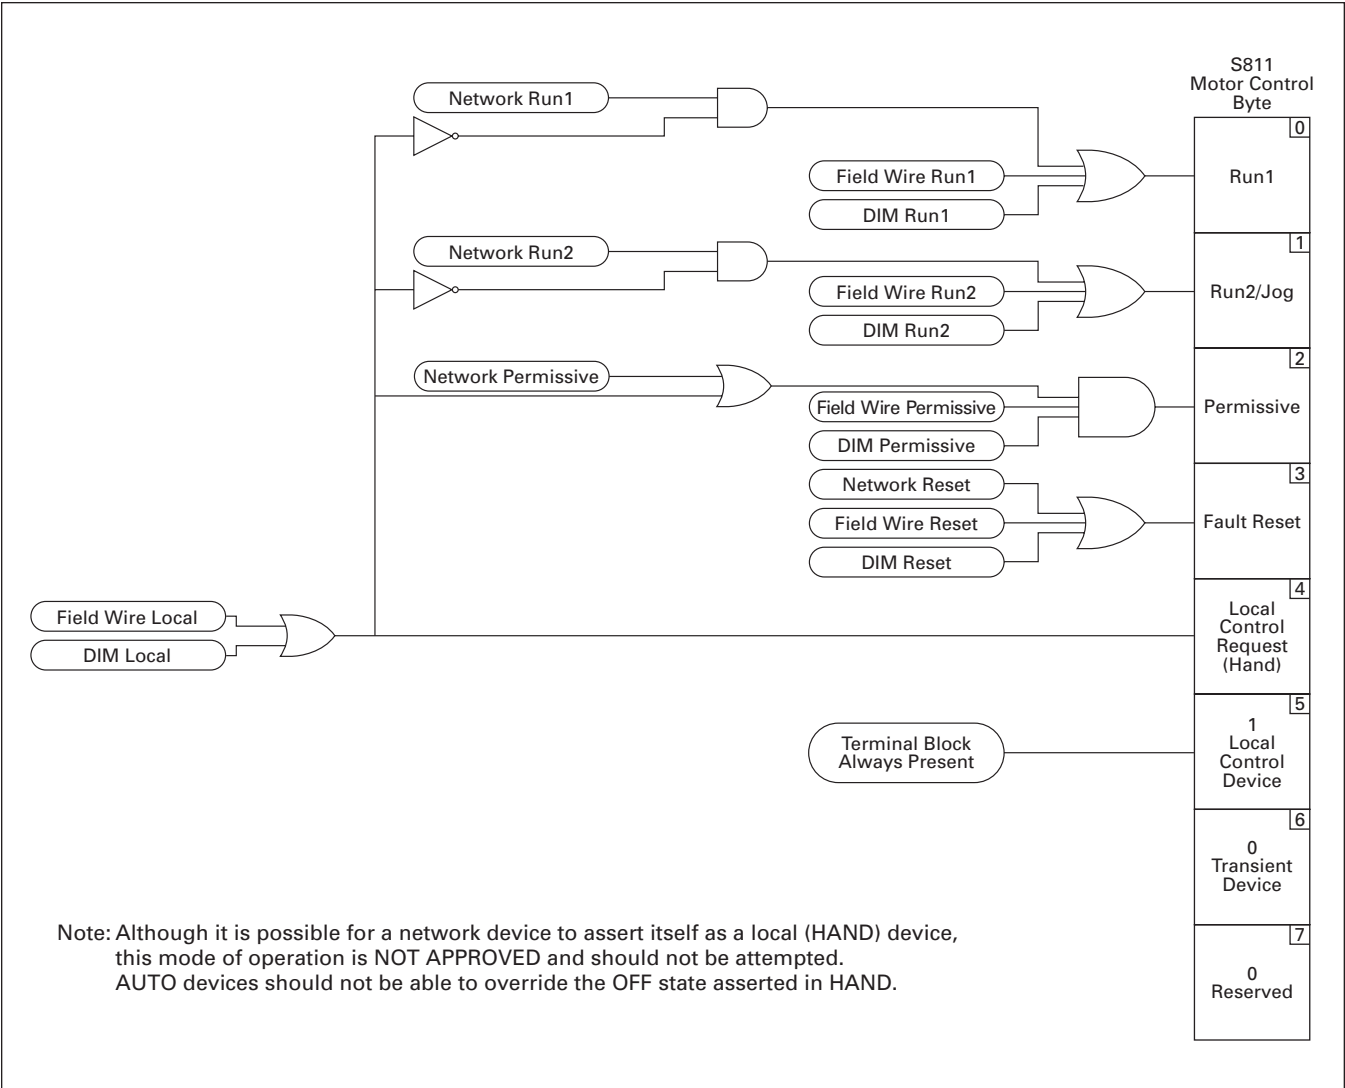 S811
Motor Control
Byte
Network Run1
0
Field Wire Run1
Run1
DIM Run1
Network Run2
1
Field Wire Run2
Run2/Jog
DIM Run2
Network Permissive
2
Field Wire Permissive
Permissive
DIM Permissive
Network Reset
3
Field Wire Reset
Fault Reset
DIM Reset
Field Wire Local
DIM Local
4
Local
Control
Request
(Hand)
Terminal Block
Always Present
5
1
Local
Control
Device
6
0
Transient
Device
7
0
Reserved
Note: Although it is possible for a network device to assert itself as a local (HAND) device,
this mode of operation is NOT APPROVED and should not be attempted.
AUTO devices should not be able to override the OFF state asserted in HAND.